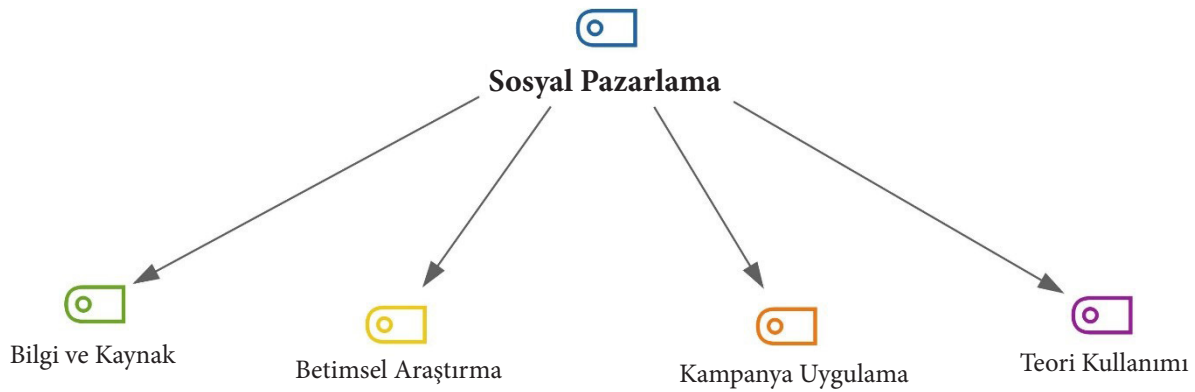 Sosyal Pazarlama
Bilgi ve Kaynak
Betimsel Araştırma
Kampanya Uygulama
Teori Kullanımı